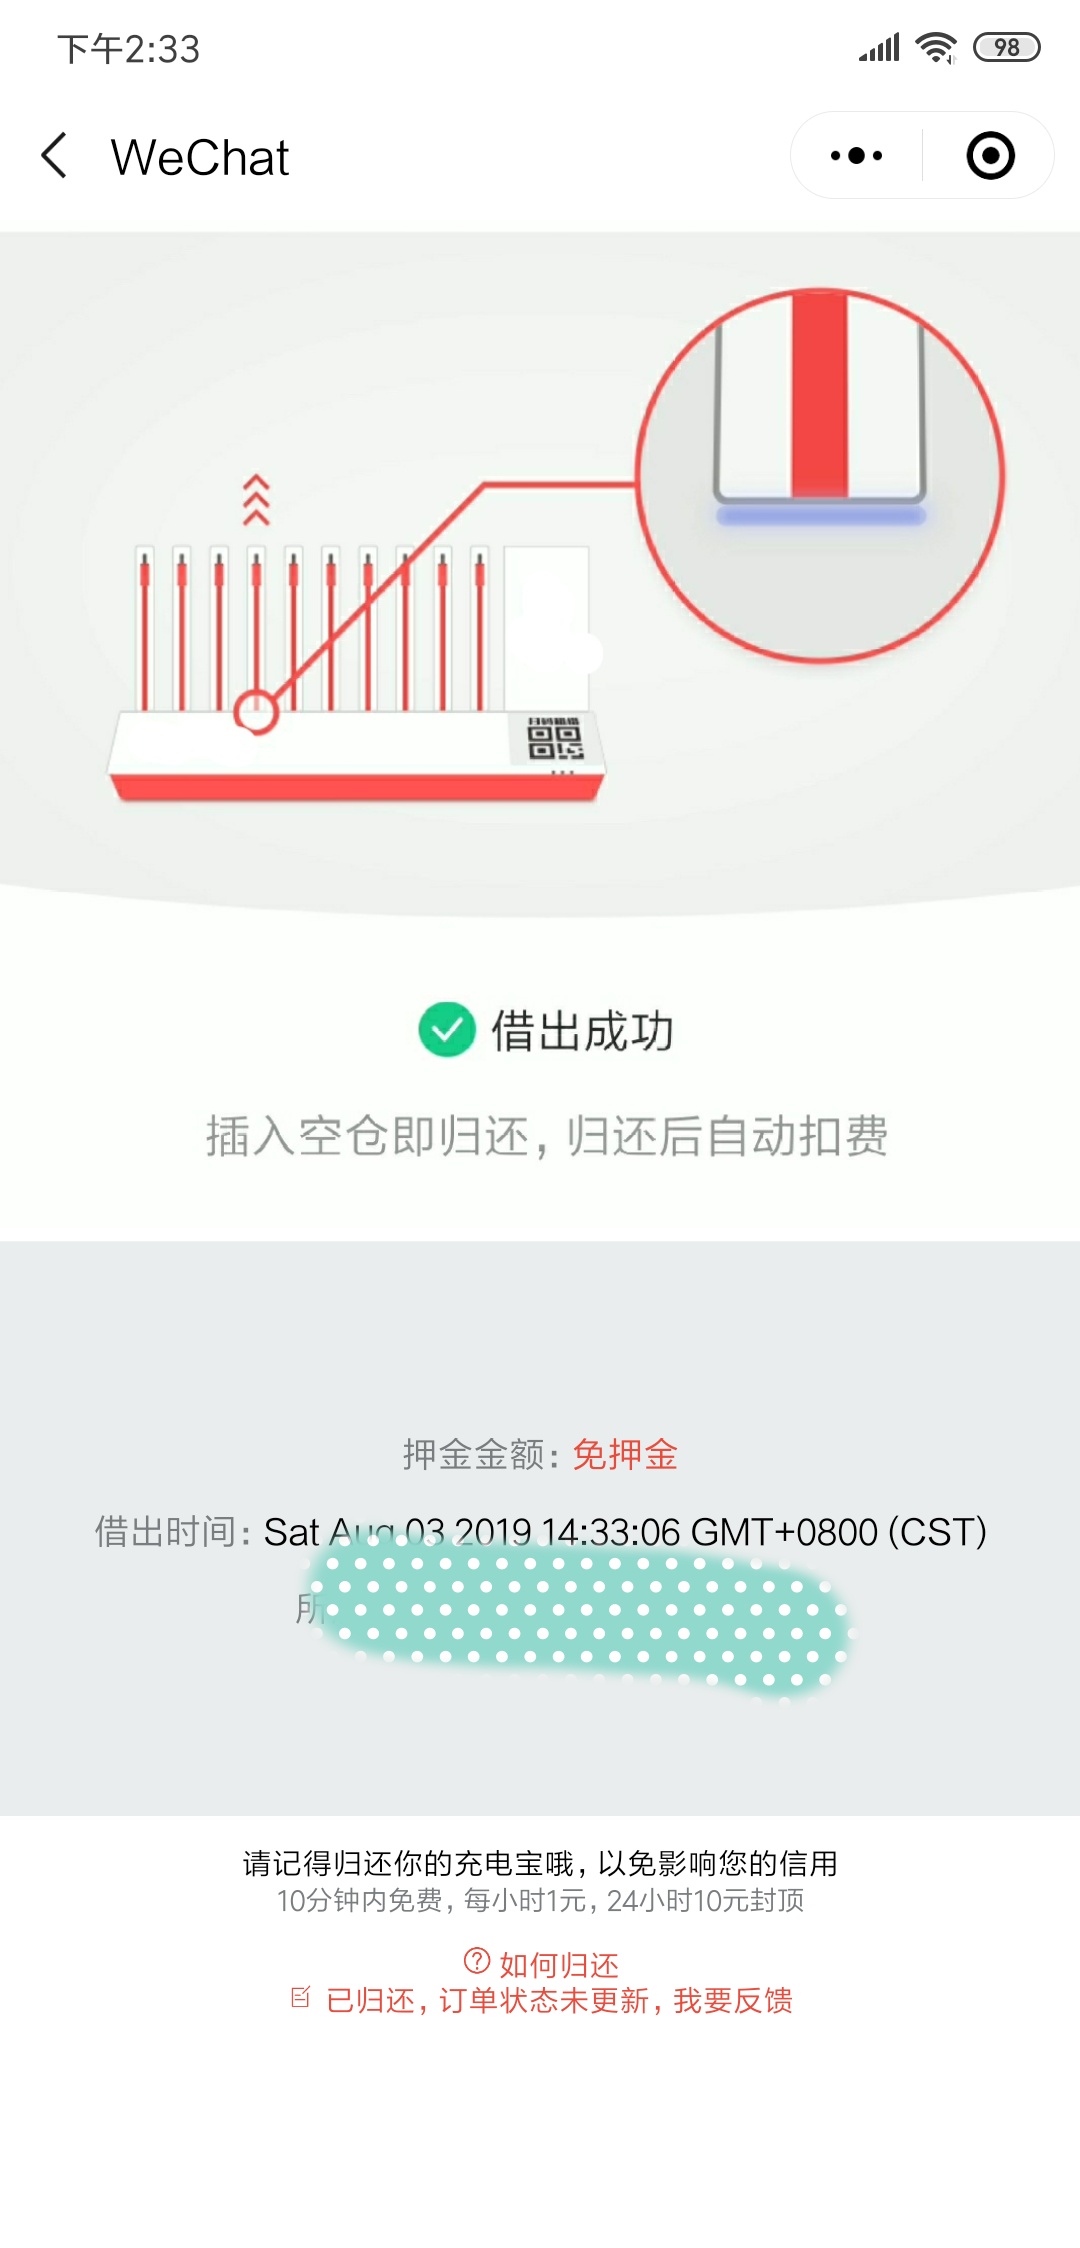 下午2:33
98
WeChat
借出成功
插入空仓即归还，归还后自动扣费
押金金额：免押金
借出时间：Sat Aug 03 2019 14:33:06 GMT+0800 (CST)
所
请记得归还你的充电宝哦，以免影响您的信用
10分钟内免费，每小时1元，24小时10元封顶
如何归还
已归还，订单状态未更新，我要反馈